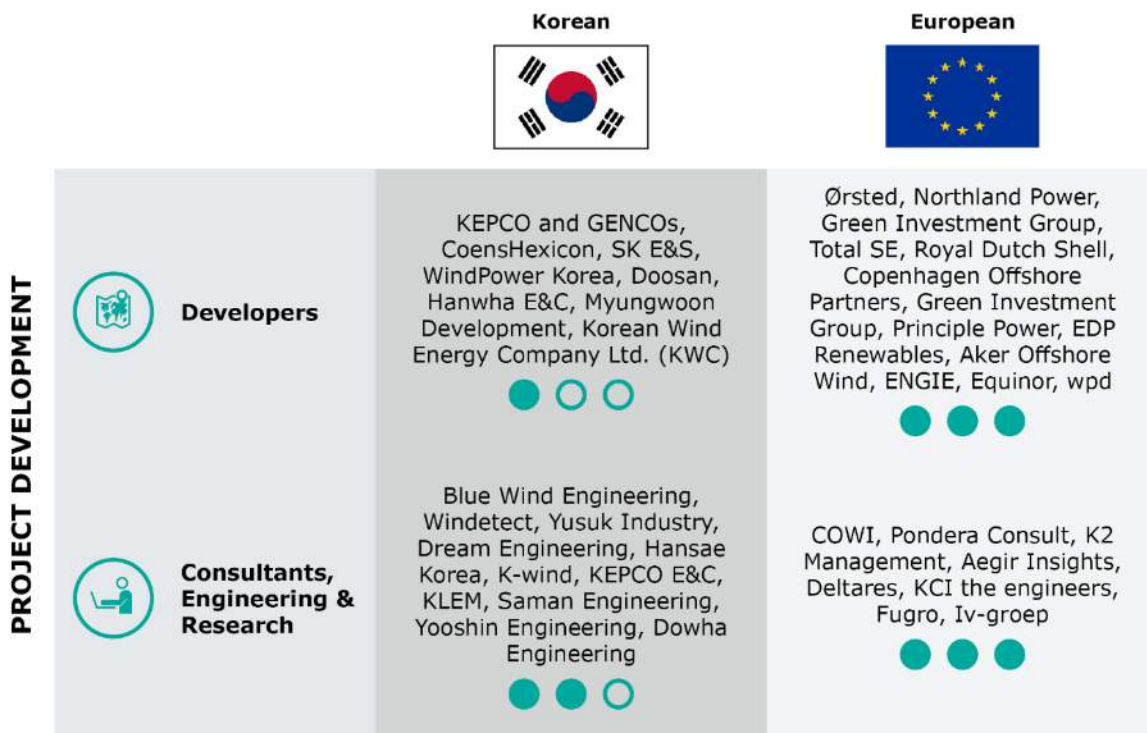 Korean
European
PROJECT DEVELOPMENT
Developers
KEPCO and GENCOs,
CoensHexicon, SK E&S,
WindPower Korea, Doosan,
Hanwha E&C, Myungwoon
Development, Korean Wind
Energy Company Ltd. (KWC)
Ørsted, Northland Power,
Green Investment Group,
Total SE, Royal Dutch Shell,
Copenhagen Offshore
Partners, Green Investment
Group, Principle Power, EDP
Renewables, Aker Offshore
Wind, ENGIE, Equinor, wpd
Consultants,
Engineering &
Research
Blue Wind Engineering,
Windetect, Yusuk Industry,
Dream Engineering, Hansae
Korea, K-wind, KEPCO E&C,
KLEM, Saman Engineering,
Yooshin Engineering, Dowha
Engineering
COWI, Pondera Consult, K2
Management, Aegir Insights,
Deltares, KCI the engineers,
Fugro, Iv-groep